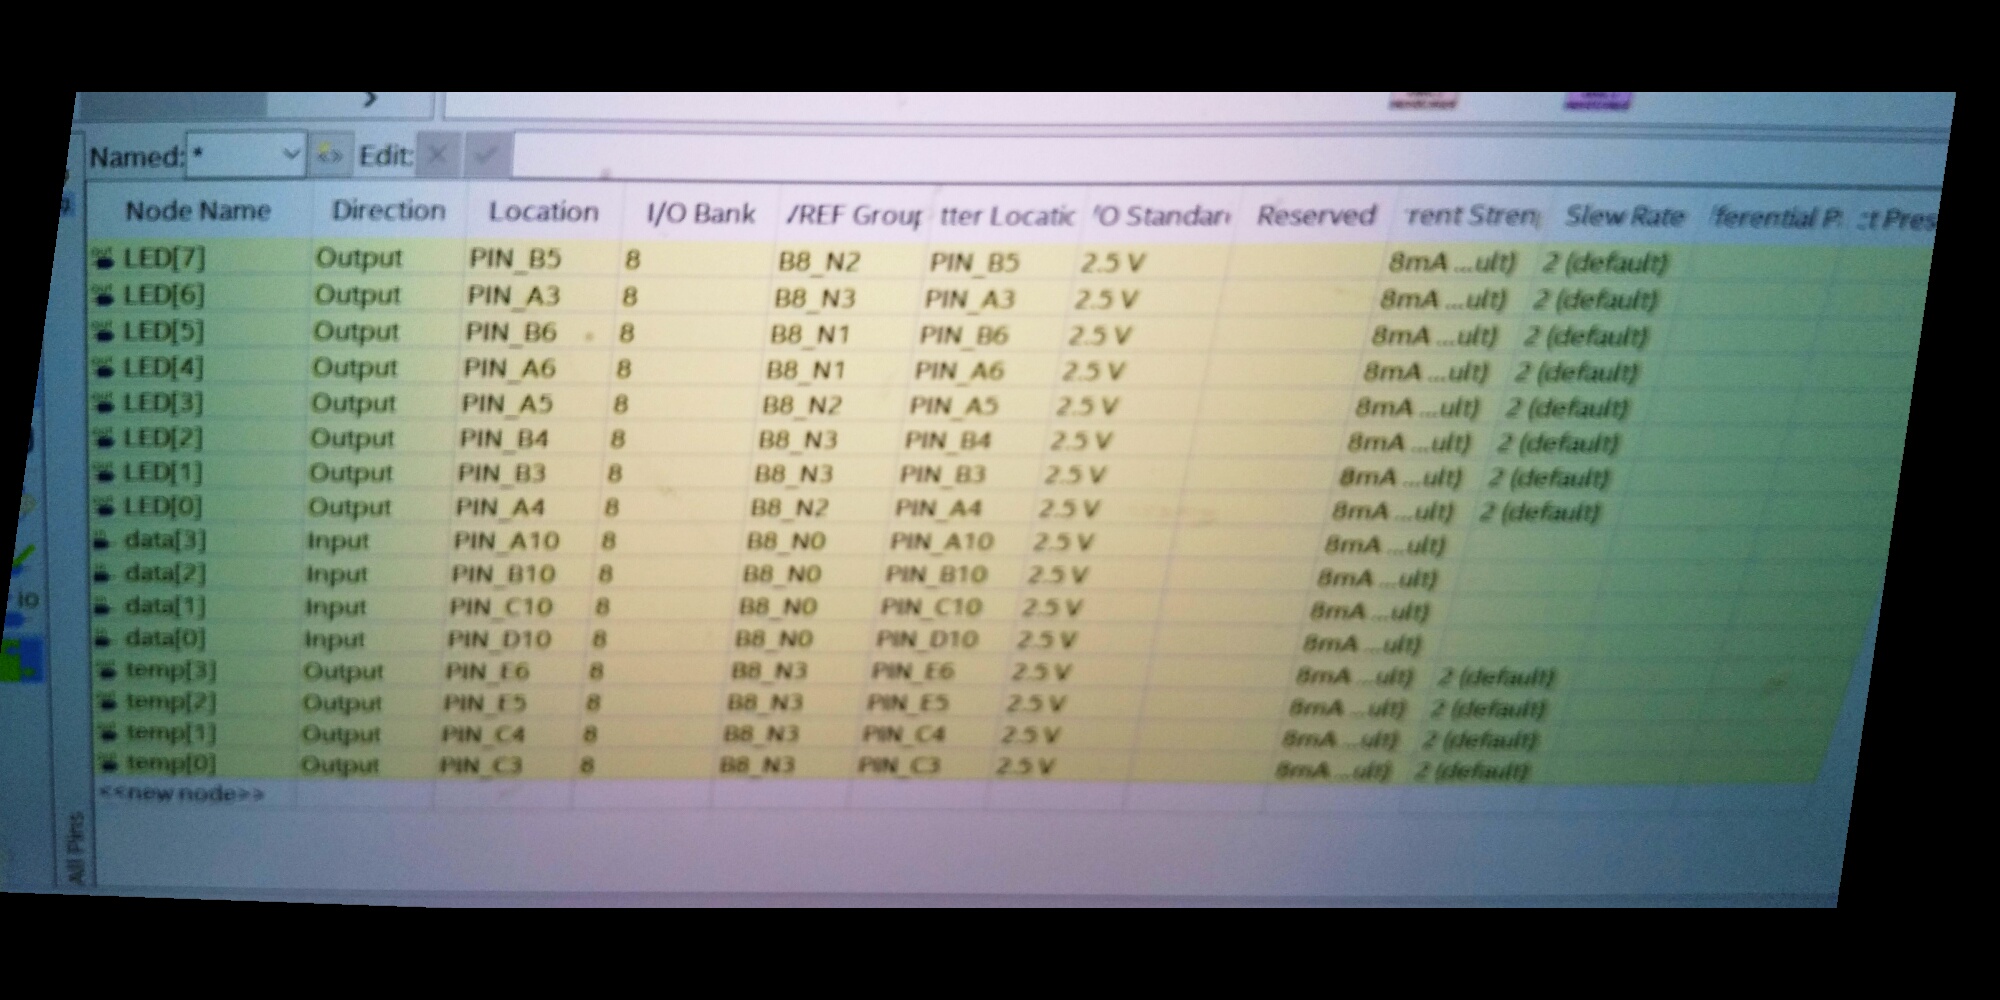 Named: * Edit:
Node Name Direction Location I/O Bank /REF Group tter Locatic 'O Standar Reserved rent Stren Slew Rate ferential P ct Pres
LED[7] Output PIN_B5 8 B8_N2 PIN_B5 2.5 V 8mA ...ult) 2 (default)
LED[6] Output PIN_A3 8 B8_N3 PIN_A3 2.5 V 8mA ...ult) 2 (default)
LED[5] Output PIN_B6 8 B8_N1 PIN_B6 2.5 V 8mA ...ult) 2 (default)
LED[4] Output PIN_A6 8 B8_N1 PIN_A6 2.5 V 8mA ...ult) 2 (default)
LED[3] Output PIN_A5 8 B8_N2 PIN_A5 2.5 V 8mA ...ult) 2 (default)
LED[2] Output PIN_B4 8 B8_N3 PIN_B4 2.5 V 8mA ...ult) 2 (default)
LED[1] Output PIN_B3 8 B8_N3 PIN_B3 2.5 V 8mA ...ult) 2 (default)
LED[0] Output PIN_A4 8 B8_N2 PIN_A4 2.5 V 8mA ...ult) 2 (default)
data[3] Input PIN_A10 8 B8_N0 PIN_A10 2.5 V 8mA ...ult)
data[2] Input PIN_B10 8 B8_N0 PIN_B10 2.5 V 8mA ...ult)
data[1] Input PIN_C10 8 B8_N0 PIN_C10 2.5 V 8mA ...ult)
data[0] Input PIN_D10 8 B8_N0 PIN_D10 2.5 V 8mA ...ult)
temp[3] Output PIN_E6 8 B8_N3 PIN_E6 2.5 V 8mA ...ult) 2 (default)
temp[2] Output PIN_E5 8 B8_N3 PIN_E5 2.5 V 8mA ...ult) 2 (default)
temp[1] Output PIN_C4 8 B8_N3 PIN_C4 2.5 V 8mA ...ult) 2 (default)
temp[0] Output PIN_C3 8 B8_N3 PIN_C3 2.5 V 8mA ...ult) 2 (default)
<<new node>>
All Pins
io